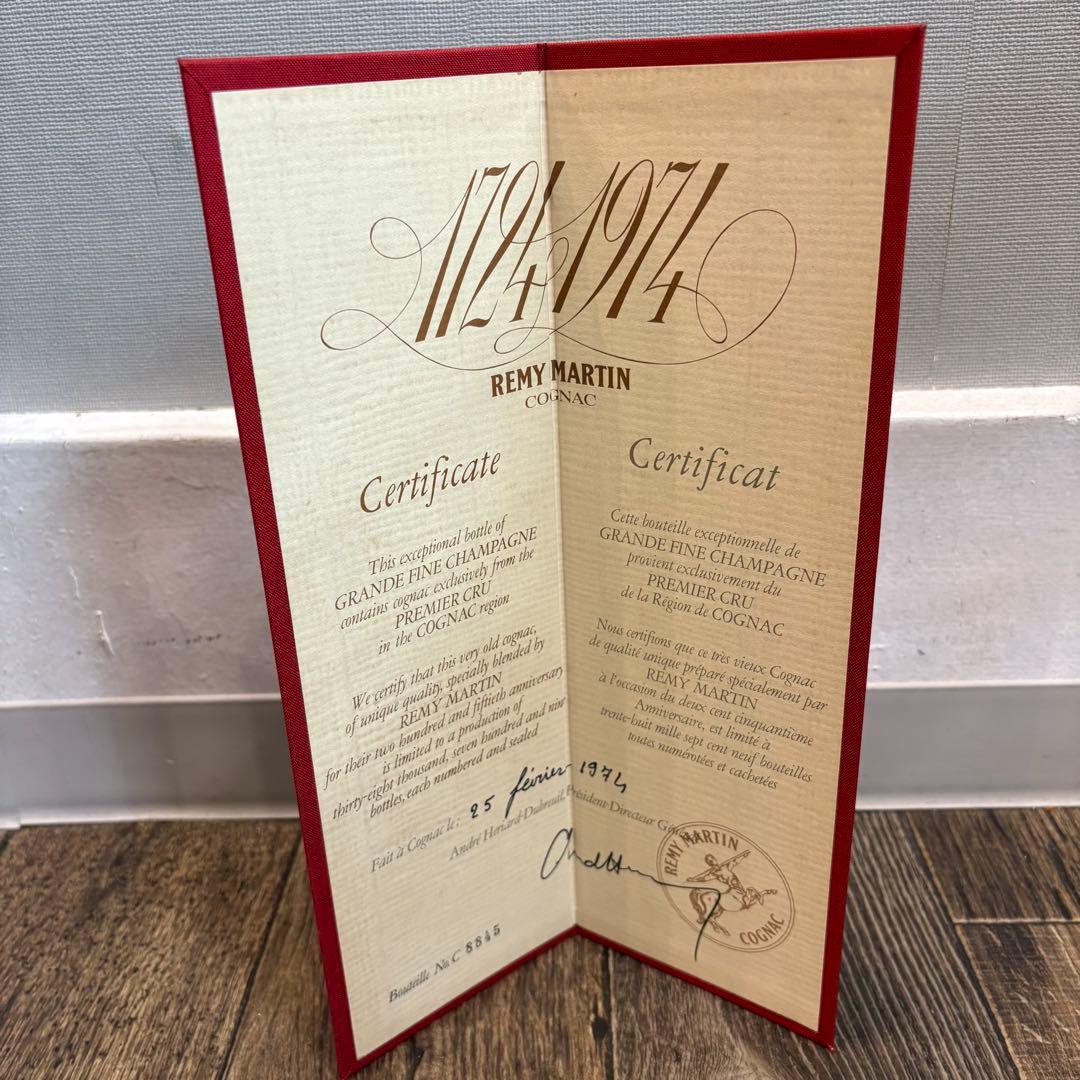 1724 1974
REMY MARTIN
COGNAC
Certificate
This exceptional bottle of
GRANDE FINE CHAMPAGNE
contains cognac exclusively from the
PREMIER CRU
in the COGNAC region
We certify that this very old cognac,
of unique quality, specially blended by
REMY MARTIN
for their two hundred and fiftieth anniversary
is limited to a production of
thirty-eight thousand, seven hundred and nine
bottles, each numbered and sealed
Certificat
Cette bouteille exceptionnelle de
GRANDE FINE CHAMPAGNE
provient exclusivement du
PREMIER CRU
de la Région de COGNAC
Nous certifions que ce très vieux Cognac
de qualité unique préparé spécialement par
REMY MARTIN
à l'occasion du deux cent cinquantième
Anniversaire, est limité à
trente-huit mille sept cent neuf bouteilles
toutes numérotées et cachetées
Fait à Cognac le: 25 février 1974
André Heriard-Dubreuil, Président-Directeur
REMY MARTIN
COGNAC
Bouteille No C 8845